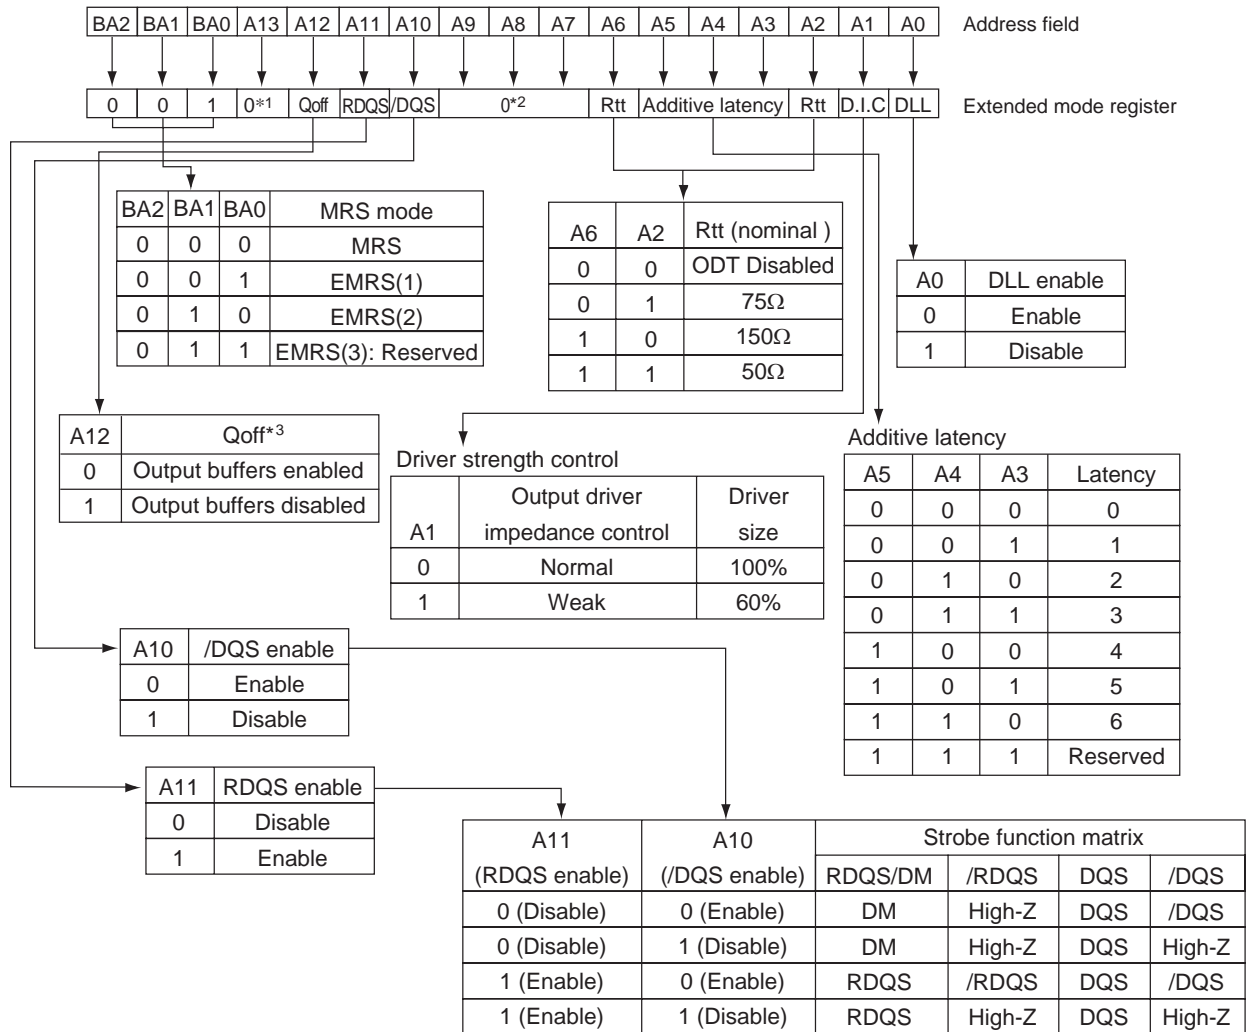 BA2 BA1 BA0 A13 A12 A11 A10 A9 A8 A7 A6 A5 A4 A3 A2 A1 A0 Address field
0 0 1 0*1 Qoff RDQS /DQS 0*2 Rtt Additive latency Rtt D.I.C DLL Extended mode register
BA2 BA1 BA0 MRS mode
0 0 0 MRS
0 0 1 EMRS(1)
0 1 0 EMRS(2)
0 1 1 EMRS(3): Reserved
A6 A2 Rtt (nominal )
0 0 ODT Disabled
0 1 75Ω
1 0 150Ω
1 1 50Ω
A0 DLL enable
0 Enable
1 Disable
A12 Qoff*3
0 Output buffers enabled
1 Output buffers disabled
Driver strength control
A1 Output driver impedance control Driver size
0 Normal 100%
1 Weak 60%
Additive latency
A5 A4 A3 Latency
0 0 0 0
0 0 1 1
0 1 0 2
0 1 1 3
1 0 0 4
1 0 1 5
1 1 0 6
1 1 1 Reserved
A10 /DQS enable
0 Enable
1 Disable
A11 RDQS enable
0 Disable
1 Enable
A11 A10 Strobe function matrix
(RDQS enable) (/DQS enable) RDQS/DM /RDQS DQS /DQS
0 (Disable) 0 (Enable) DM High-Z DQS /DQS
0 (Disable) 1 (Disable) DM High-Z DQS High-Z
1 (Enable) 0 (Enable) RDQS /RDQS DQS /DQS
1 (Enable) 1 (Disable) RDQS High-Z DQS High-Z